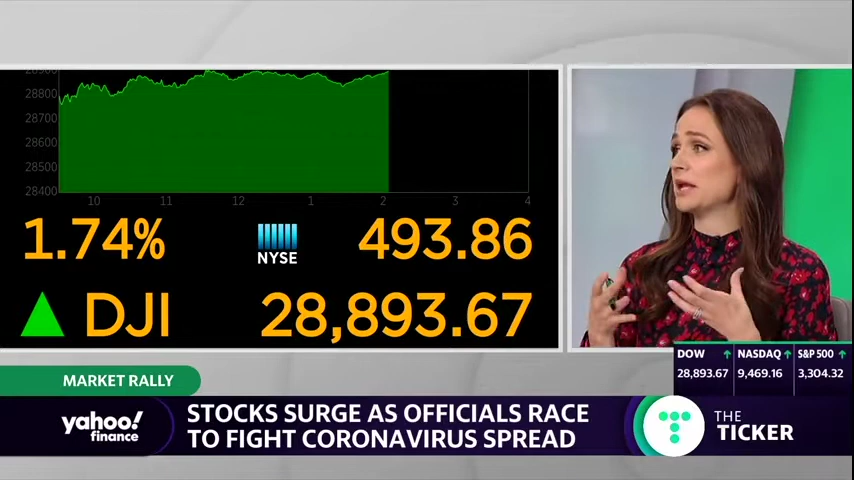 28900
28800
28700
28600
28500
28400
10 11 12 1 2 3 4
1.74% NYSE 493.86
DJI 28,893.67
DOW NASDAQ S&P 500
28,893.67 9,469.16 3,304.32
MARKET RALLY
yahoo!
finance
STOCKS SURGE AS OFFICIALS RACE
TO FIGHT CORONAVIRUS SPREAD
THE
TICKER